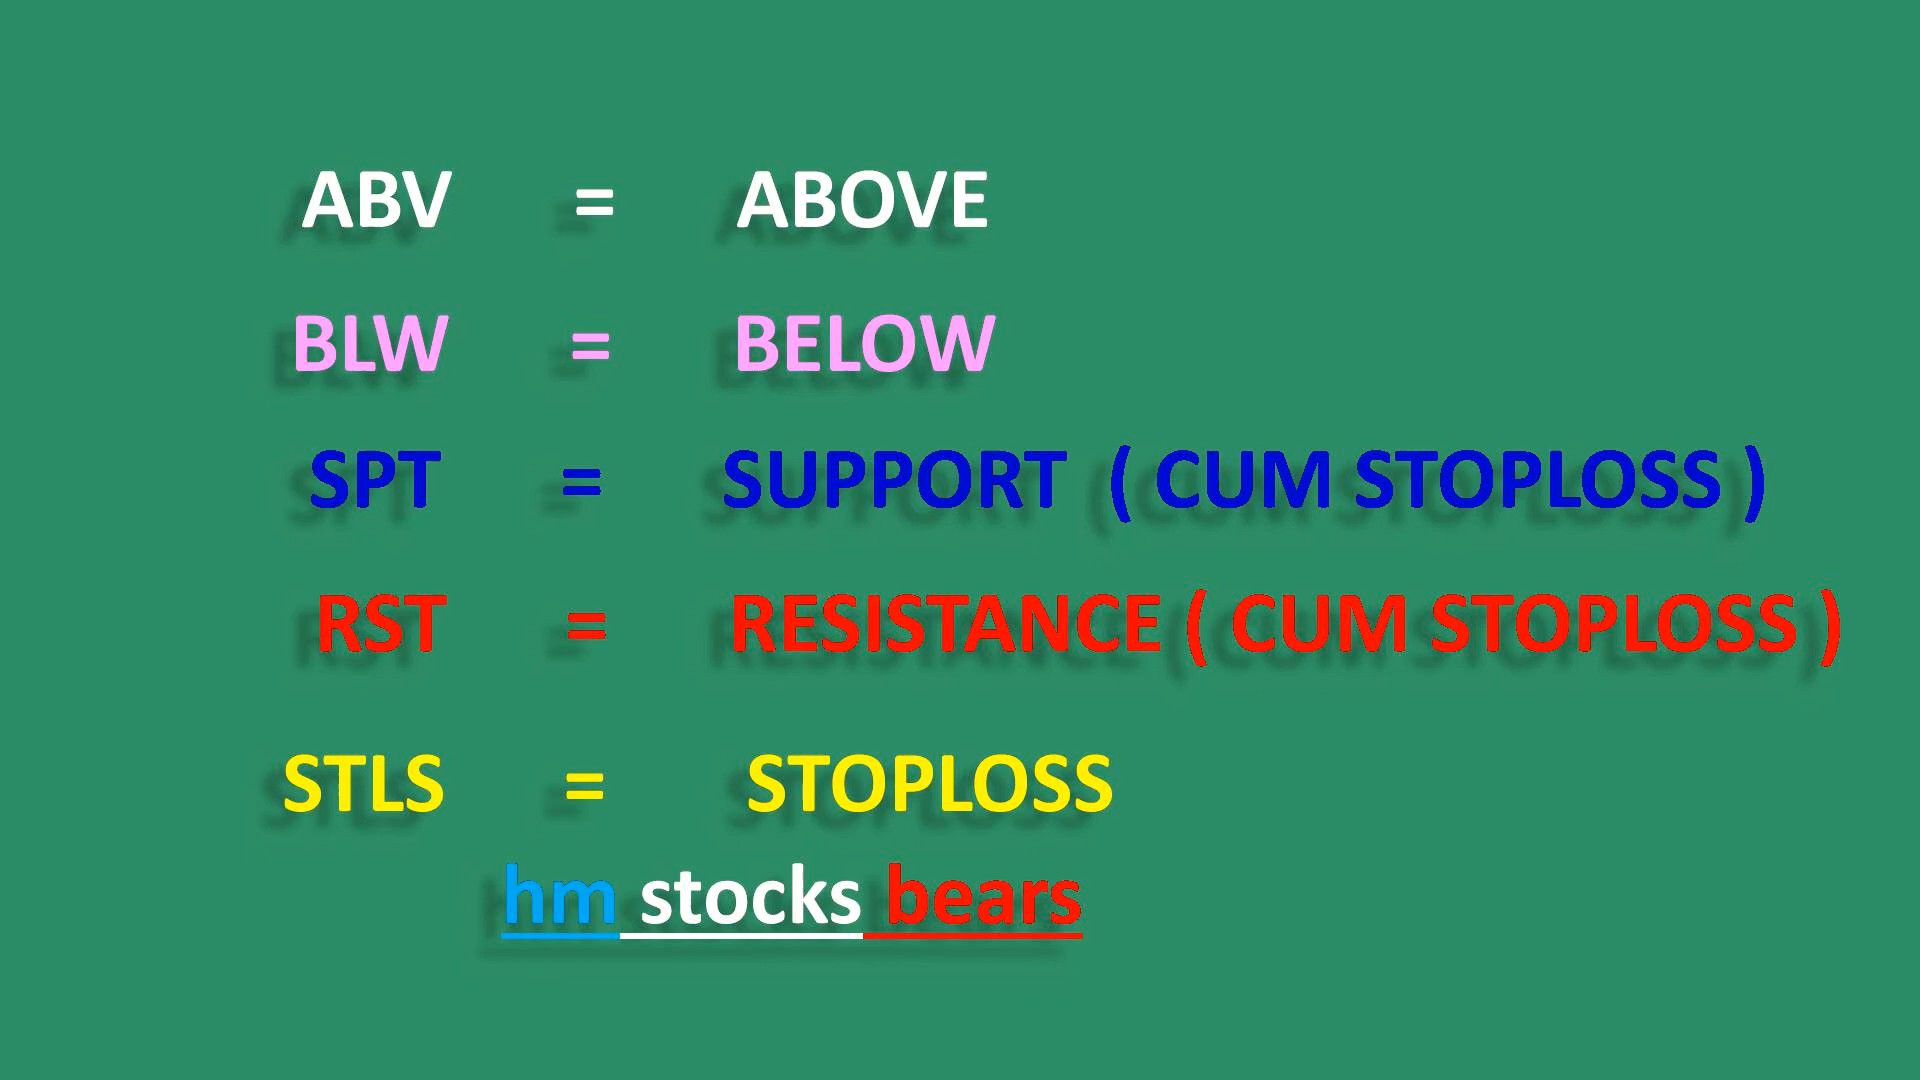 ABV = ABOVE
BLW = BELOW
SPT = SUPPORT ( CUM STOPLOSS )
RST = RESISTANCE ( CUM STOPLOSS )
STLS = STOPLOSS
hm stocks bears